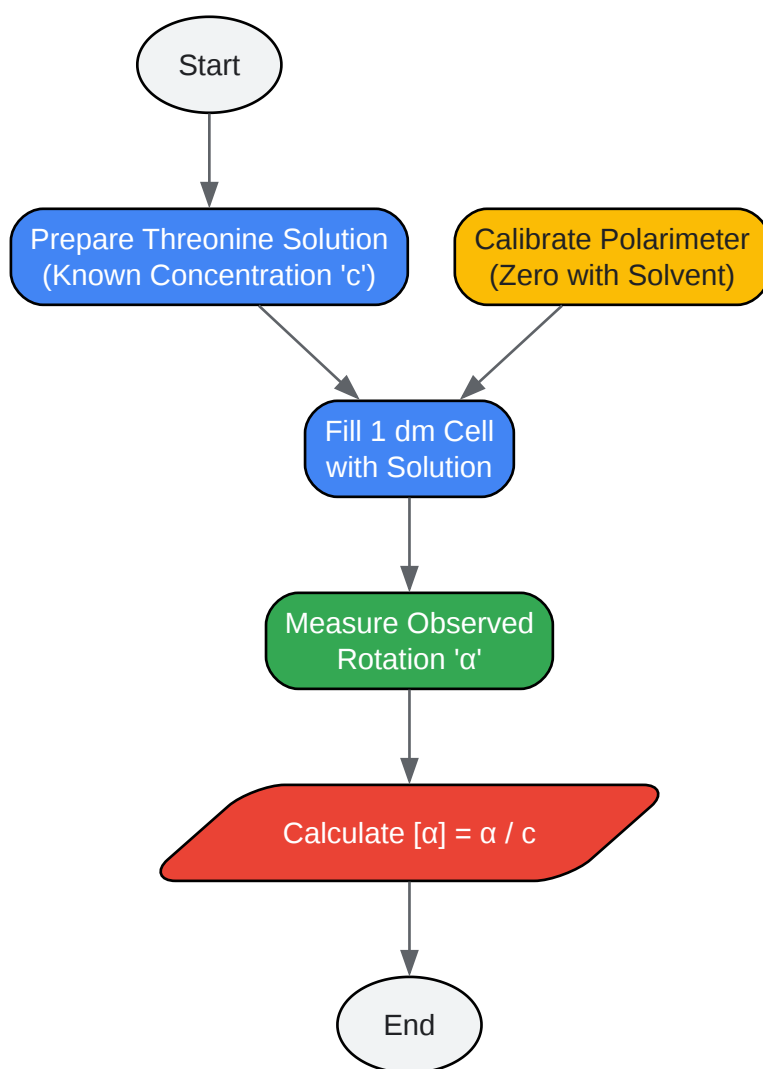 Start
Prepare Threonine Solution
(Known Concentration 'c')
Calibrate Polarimeter
(Zero with Solvent)
Fill 1 dm Cell
with Solution
Measure Observed
Rotation 'α'
Calculate [α] = α / c
End